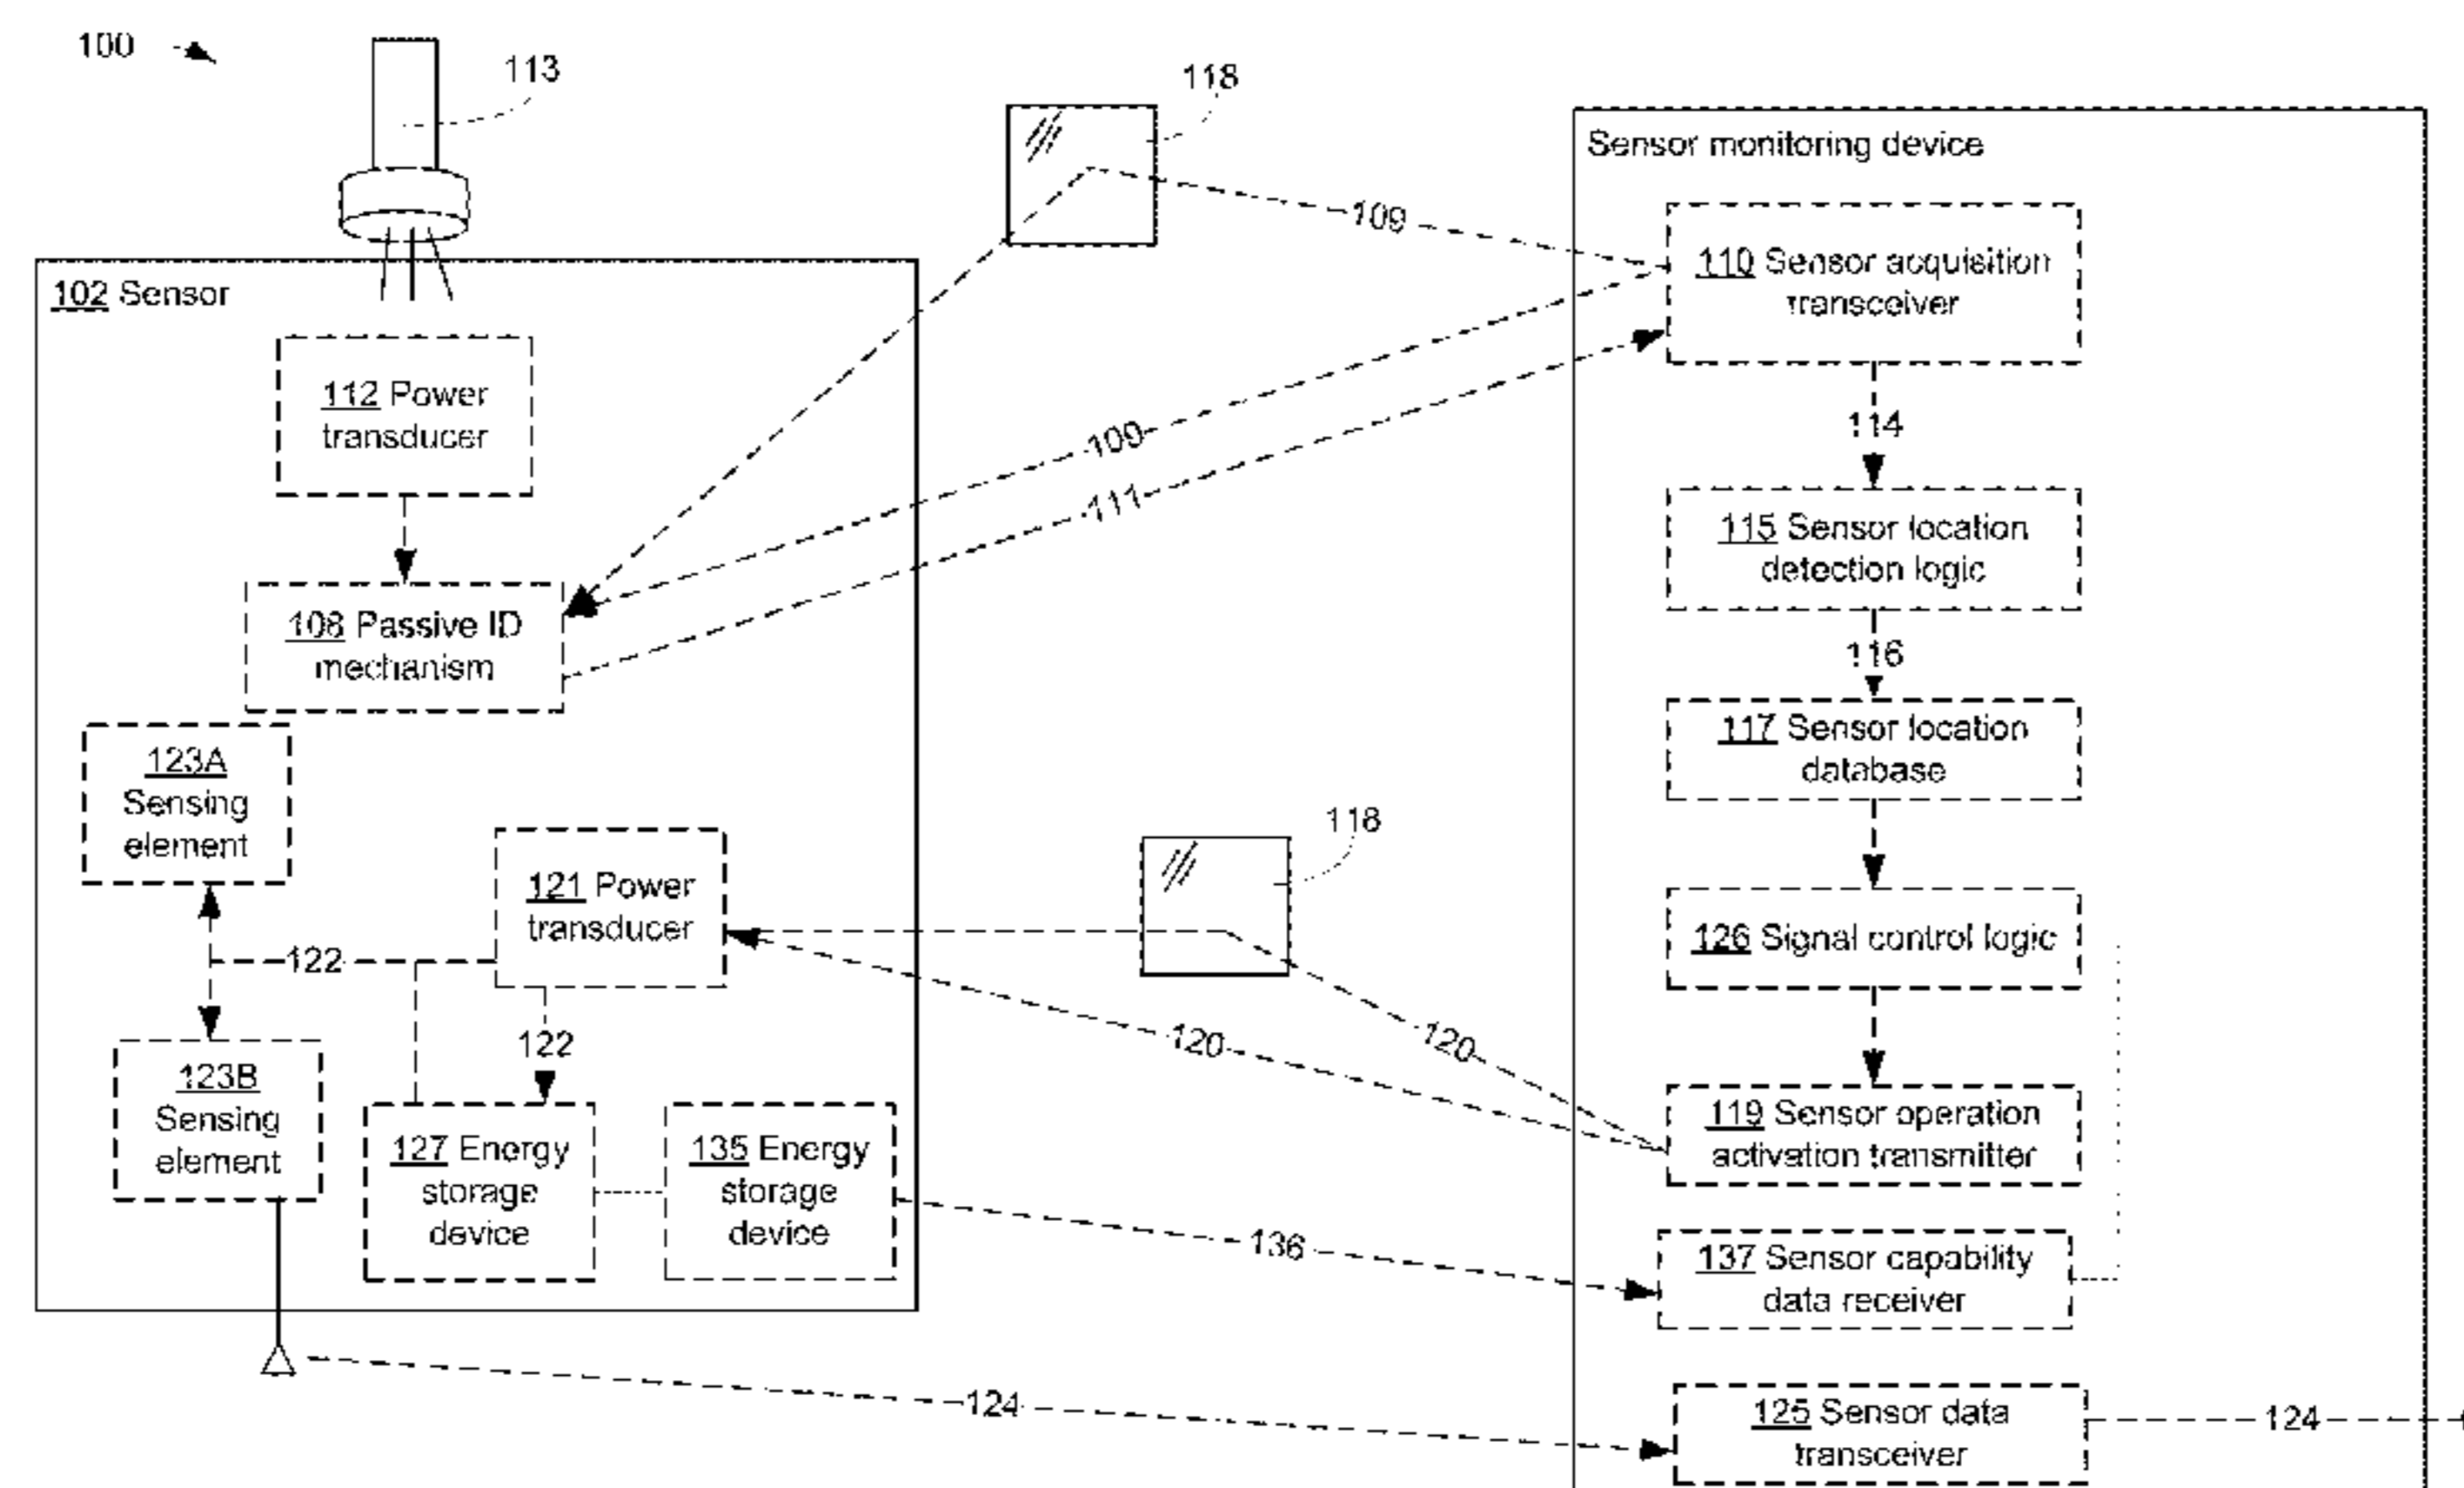 100
113
118
Sensor monitoring device
109
110 Sensor acquisition
transceiver
102 Sensor
112 Power
transducer
109
114
111
115 Sensor location
detection logic
108 Passive ID
mechanism
116
117 Sensor location
database
123A
Sensing
element
118
121 Power
transducer
126 Signal control logic
122
122
120
120
123B
Sensing
element
127 Energy
storage
device
135 Energy
storage
device
119 Sensor operation
activation transmitter
136
137 Sensor capability
data receiver
124
125 Sensor data
transceiver
124